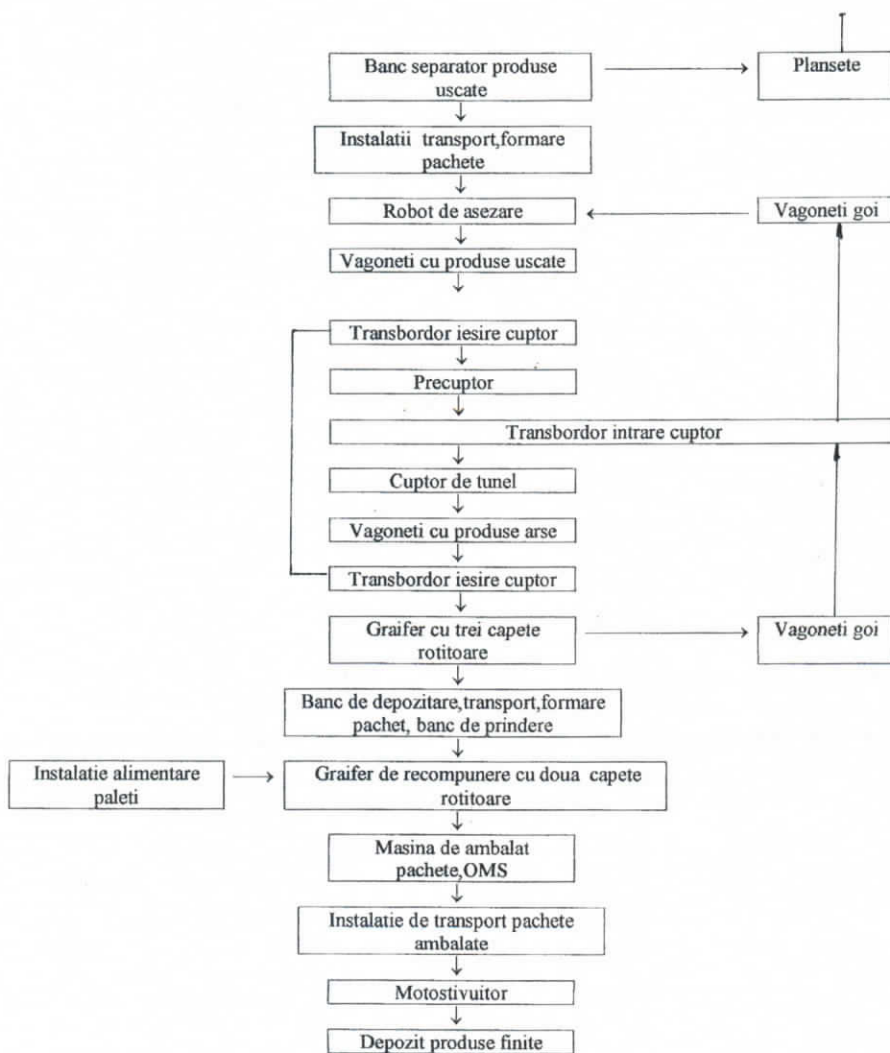 Banc separator produse
uscate
Plansete
Instalatii transport,formare
pachete
Robot de asezare
Vagoneti goi
Vagoneti cu produse uscate
Transbordor iesire cuptor
Precuptor
Transbordor intrare cuptor
Cuptor de tunel
Vagoneti cu produse arse
Transbordor iesire cuptor
Graifer cu trei capete
rotitoare
Vagoneti goi
Banc de depozitare,transport,formare
pachet, banc de prindere
Instalatie alimentare
paleti
Graifer de recompunere cu doua capete
rotitoare
Masina de ambalat
pachete,OMS
Instalatie de transport pachete
ambalate
Motostivuitor
Depozit produse finite